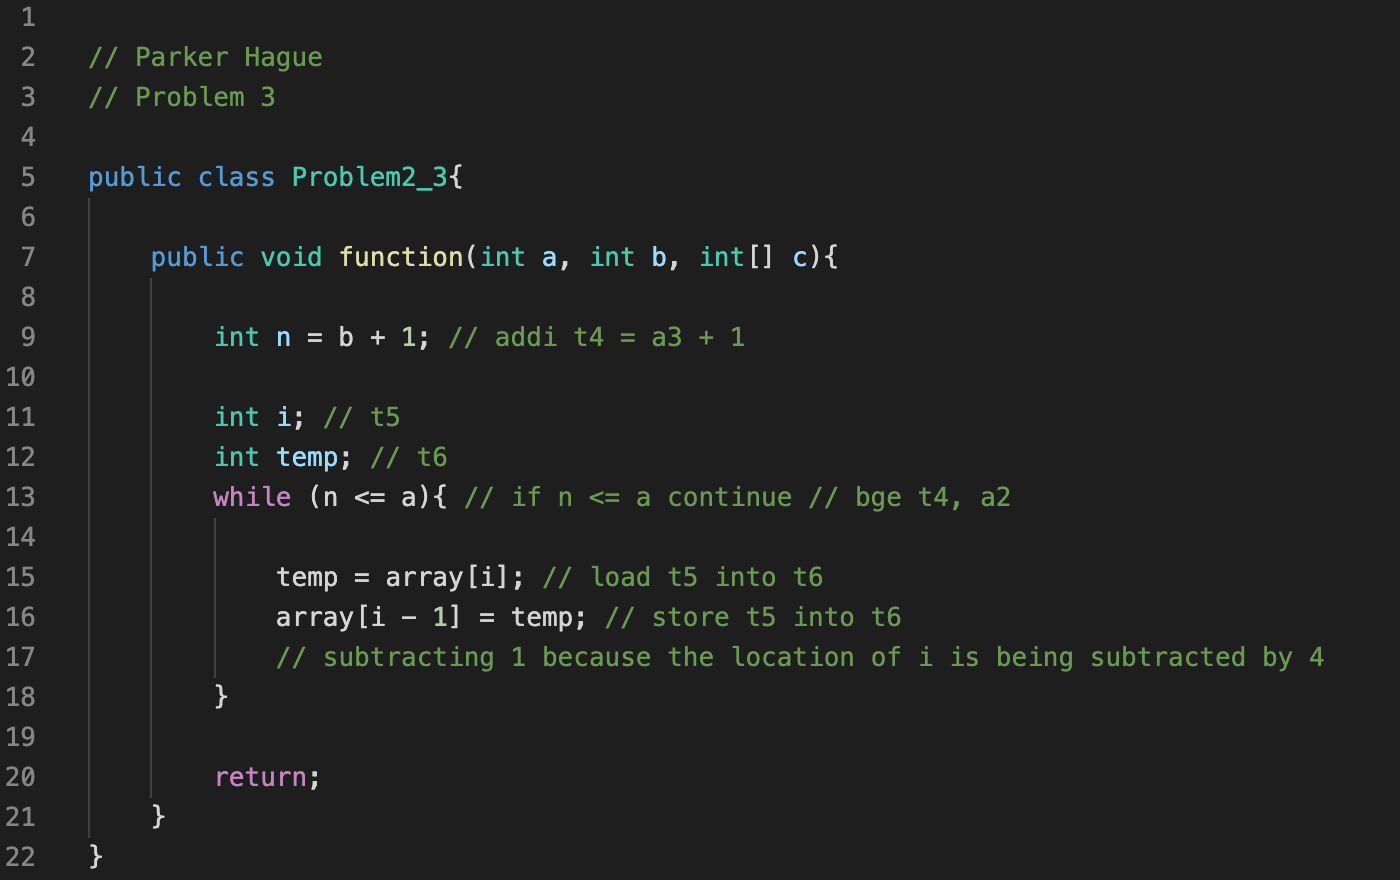 1
2 // Parker Hague
3 // Problem 3
4
5 public class Problem2_3{
6
7 public void function(int a, int b, int[] c){
8
9 int n = b + 1; // addi t4 = a3 + 1
10
11 int i; // t5
12 int temp; // t6
13 while (n <= a){ // if n <= a continue // bge t4, a2
14
15 temp = array[i]; // load t5 into t6
16 array[i - 1] = temp; // store t5 into t6
17 // subtracting 1 because the location of i is being subtracted by 4
18 }
19
20 return;
21 }
22 }